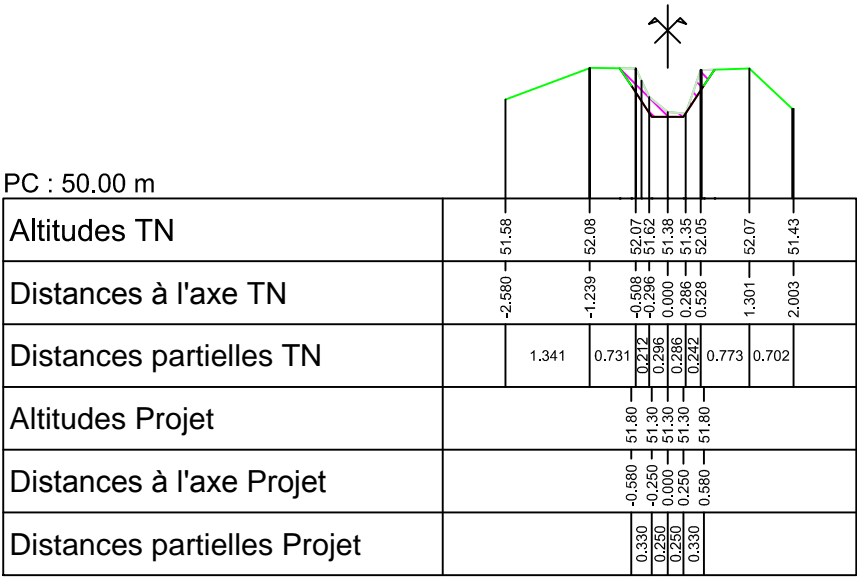 PC : 50.00 m
Altitudes TN 51.58 52.08 52.07 51.62 51.38 51.35 52.05 52.07 51.43
Distances à l'axe TN -2.580 -1.239 -0.508 -0.296 0.000 0.286 0.528 1.301 2.003
Distances partielles TN 1.341 0.731 0.212 0.296 0.286 0.242 0.773 0.702
Altitudes Projet 51.80 51.30 51.30 51.30 51.80
Distances à l'axe Projet -0.580 -0.250 0.000 0.250 0.580
Distances partielles Projet 0.330 0.250 0.250 0.330